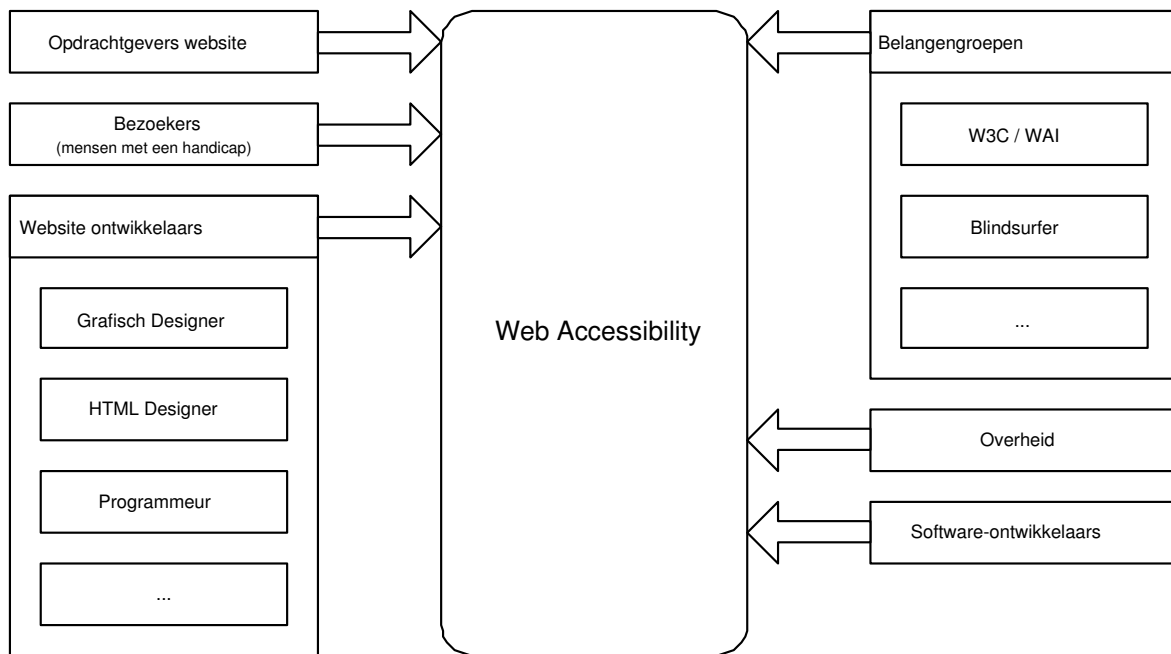 Opdrachtgevers website
Bezoekers
(mensen met een handicap)
Website ontwikkelaars
Grafisch Designer
HTML Designer
Programmeur
...
Web Accessibility
Belangengroepen
W3C / WAI
Blindsurfer
...
Overheid
Software-ontwikkelaars